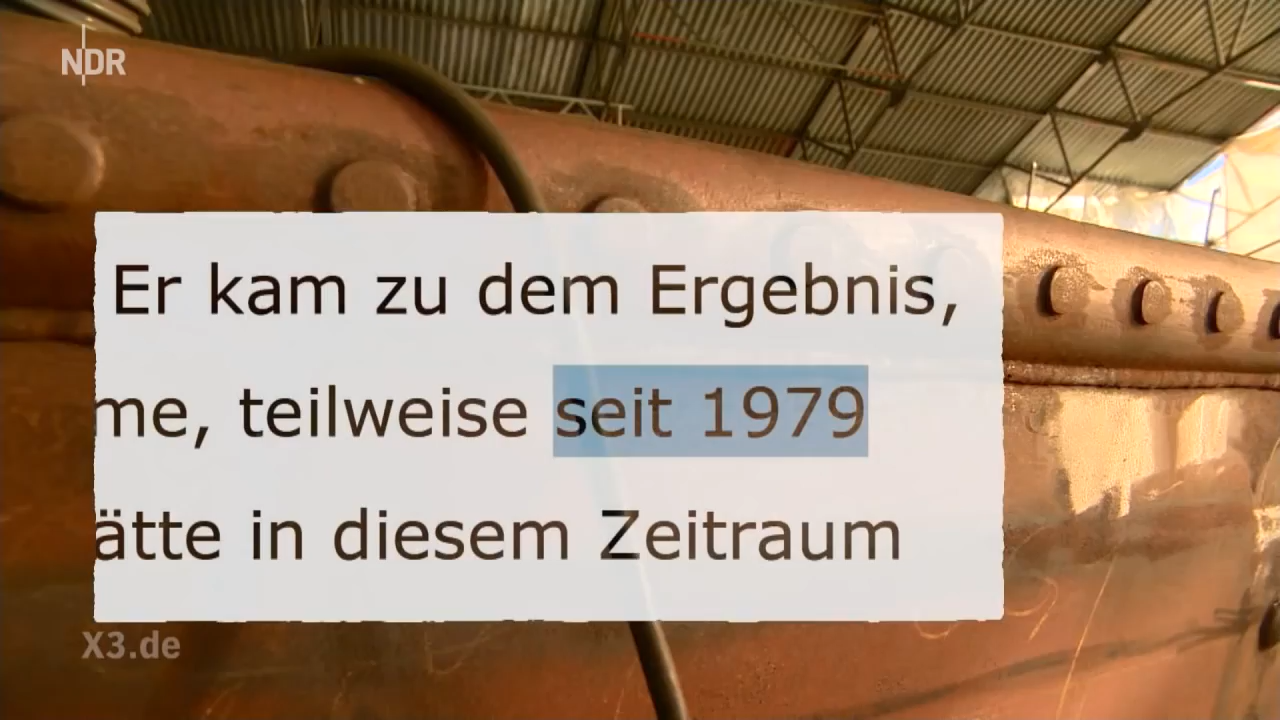 NDR
Er kam zu dem Ergebnis,
me, teilweise seit 1979
ätte in diesem Zeitraum
X3.de